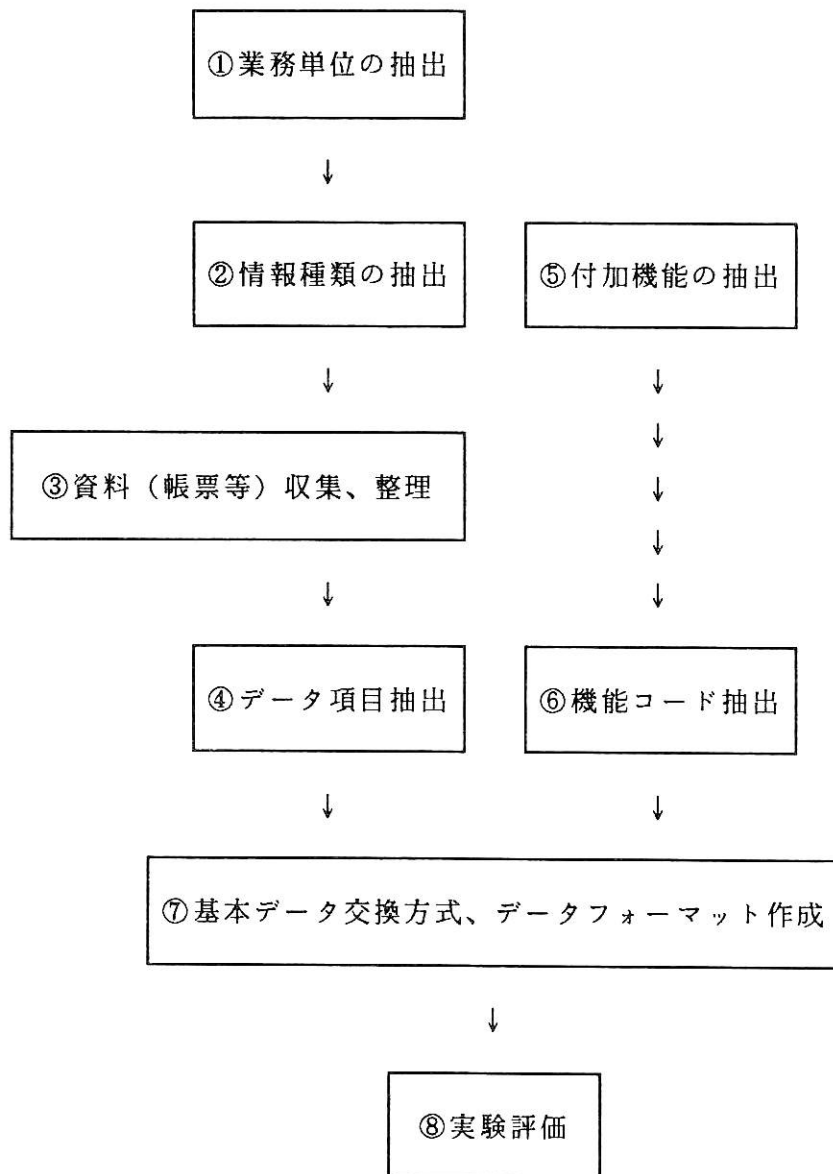 ①業務単位の抽出
↓
②情報種類の抽出
⑤付加機能の抽出
↓
↓
↓
③資料（帳票等）収集、整理
↓
↓
↓
↓
④データ項目抽出
⑥機能コード抽出
↓
↓
⑦基本データ交換方式、データフォーマット作成
↓
⑧実験評価